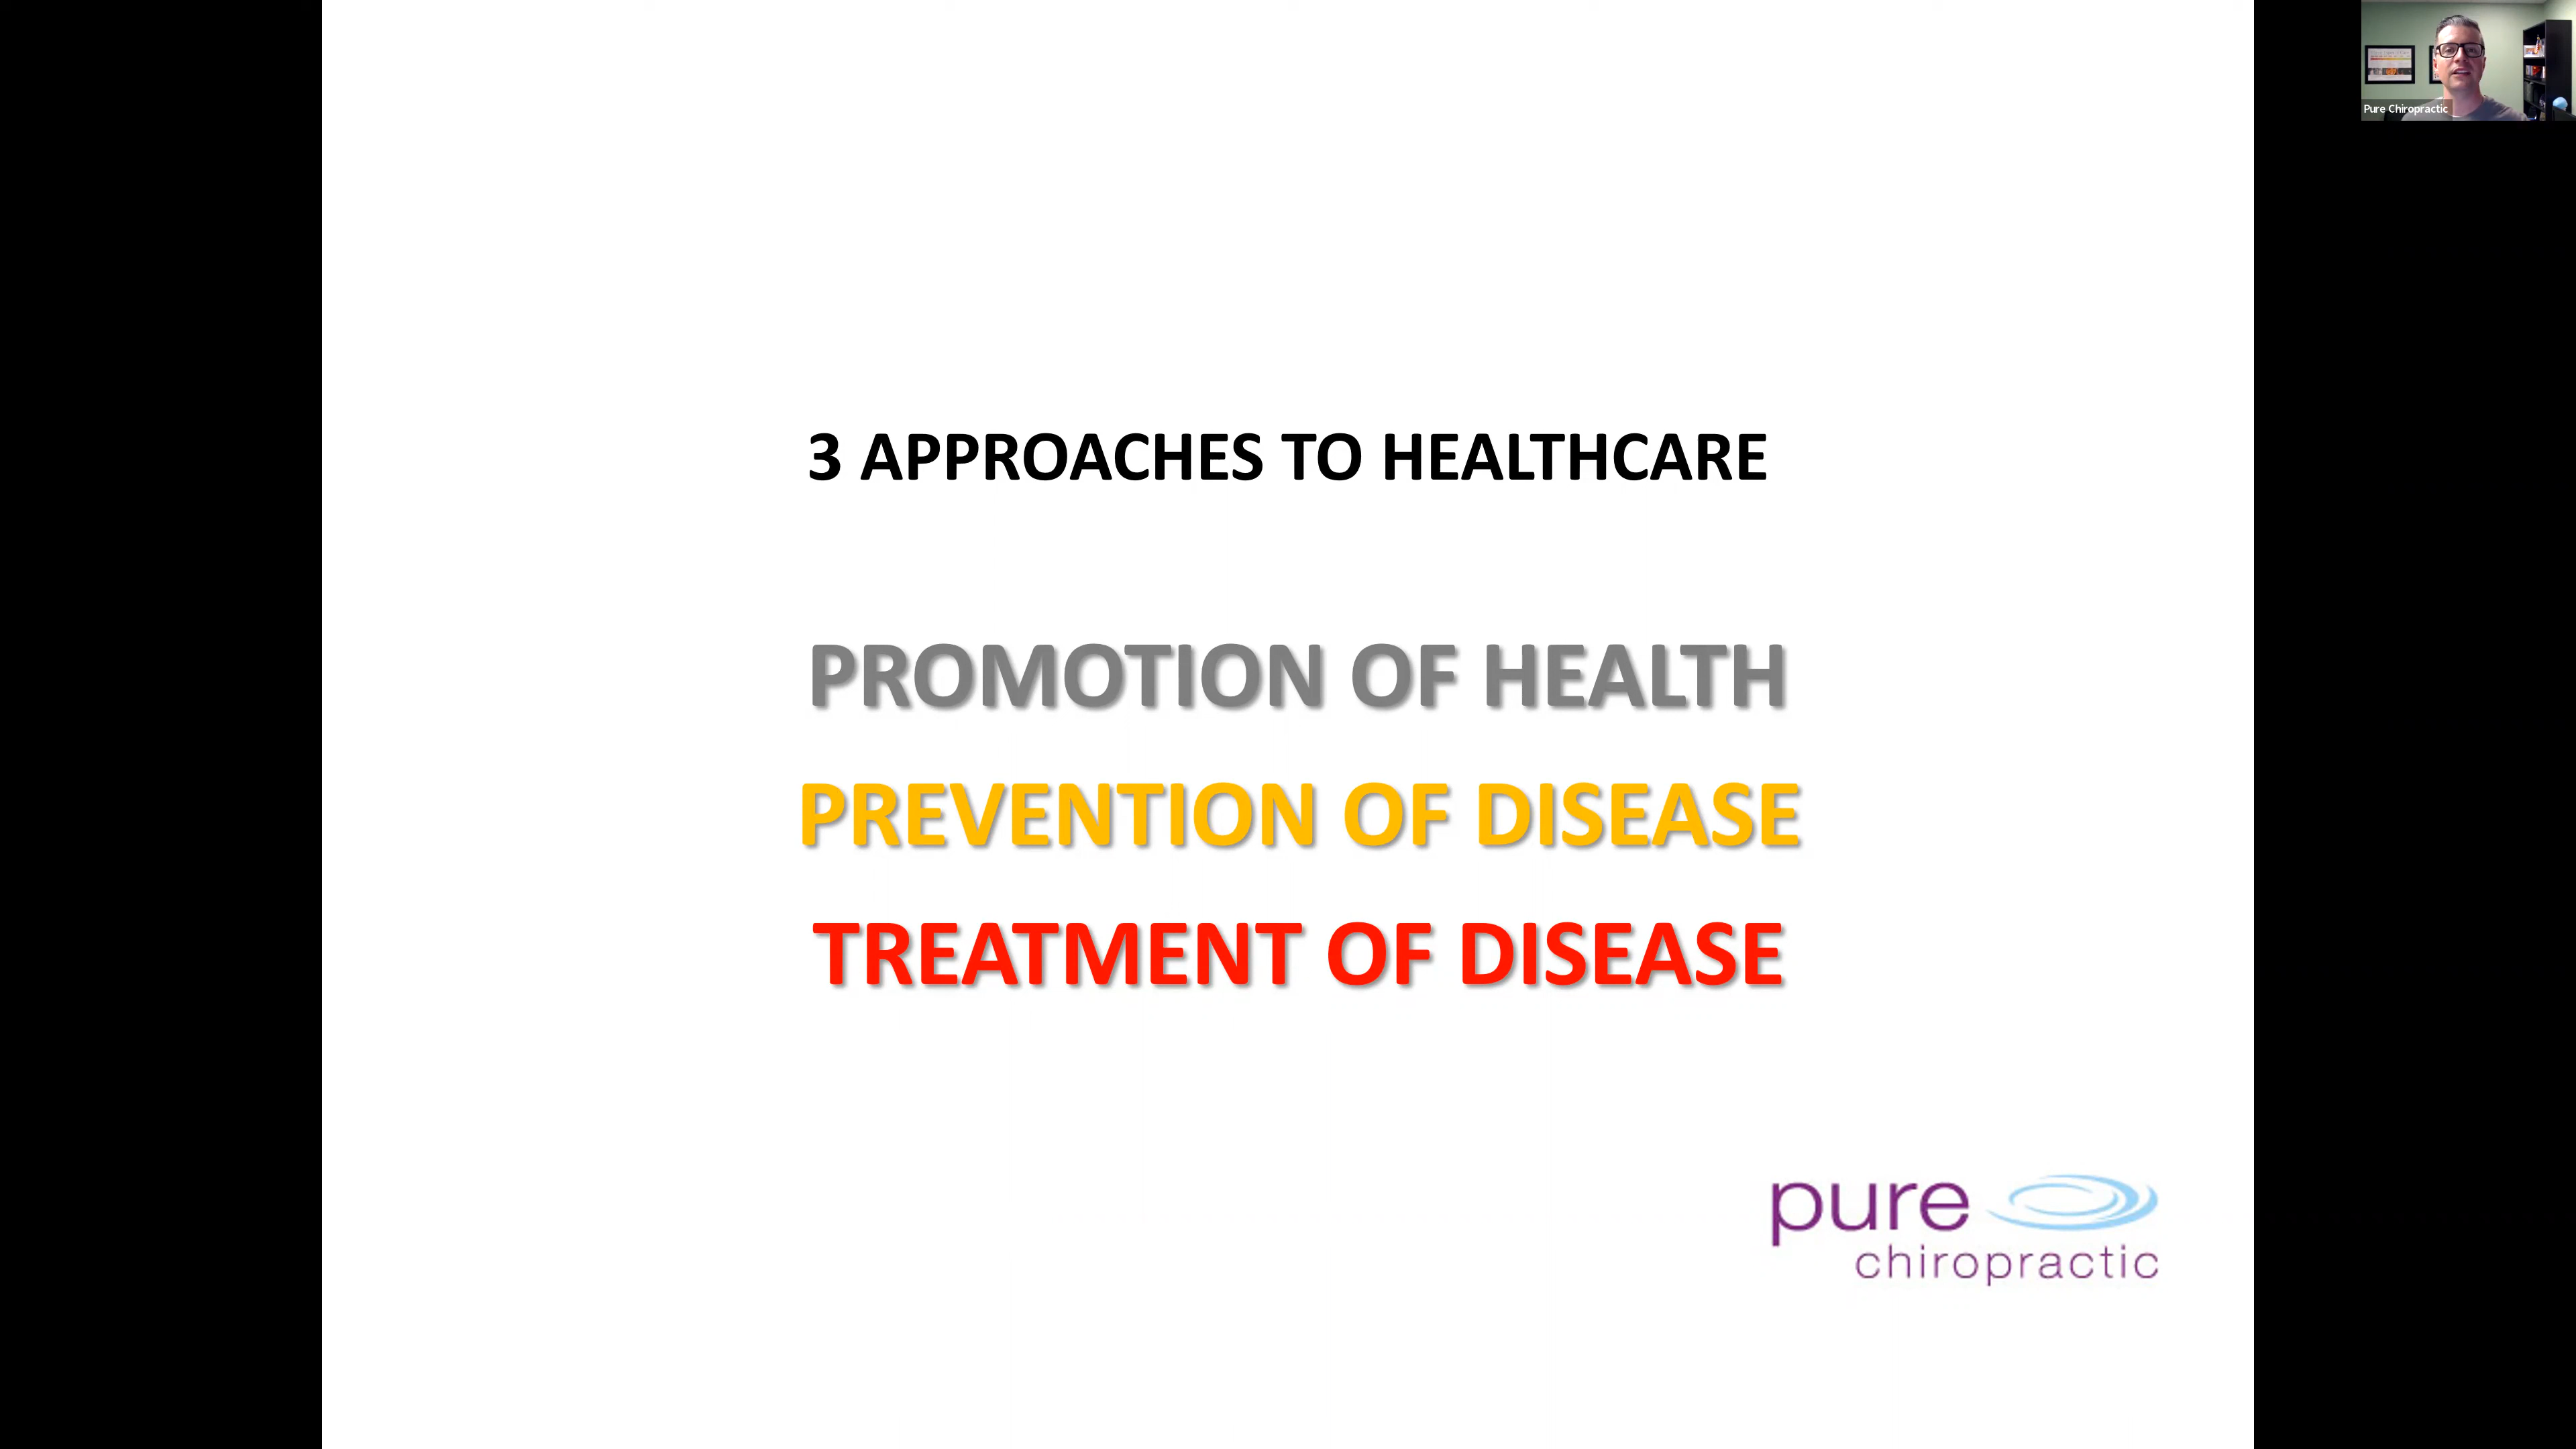 Pure Chiropractic
3 APPROACHES TO HEALTHCARE
PROMOTION OF HEALTH
PREVENTION OF DISEASE
TREATMENT OF DISEASE
pure
chiropractic